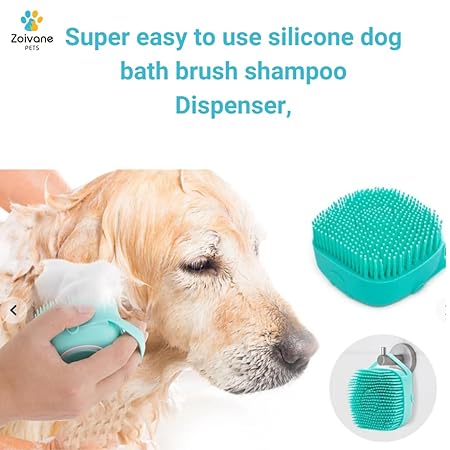 Zoivane
PETS
Super easy to use silicone dog
bath brush shampoo
Dispenser,